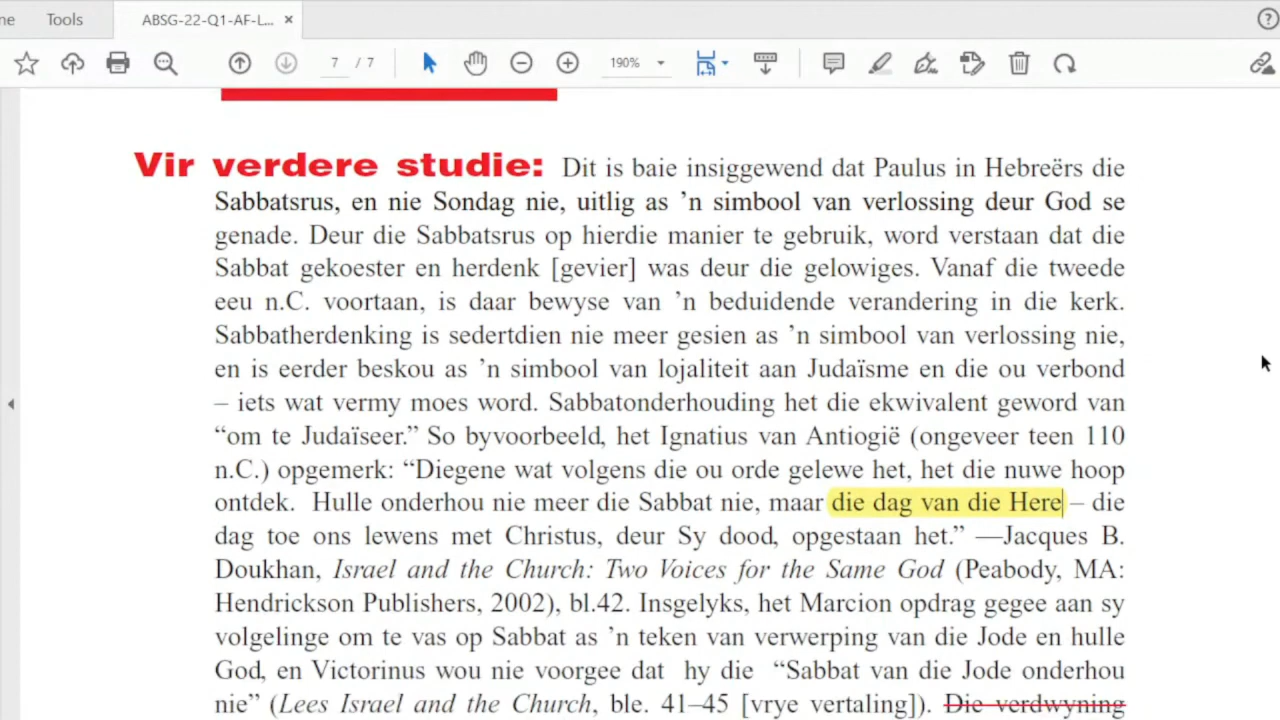 ne Tools ABSG-22-Q1-AF-L... ×
7 / 7 190%
Vir verdere studie: Dit is baie insiggewend dat Paulus in Hebreërs die
Sabbatsrus, en nie Sondag nie, uitlig as ’n simbool van verlossing deur God se
genade. Deur die Sabbatsrus op hierdie manier te gebruik, word verstaan dat die
Sabbat gekoester en herdenk [gevier] was deur die gelowiges. Vanaf die tweede
eeu n.C. voortaan, is daar bewyse van ’n beduidende verandering in die kerk.
Sabbatherdenking is sedertdien nie meer gesien as ’n simbool van verlossing nie,
en is eerder beskou as ’n simbool van lojaliteit aan Judaïsme en die ou verbond
– iets wat vermy moes word. Sabbatonderhouding het die ekwivalent geword van
“om te Judaïseer.” So byvoorbeeld, het Ignatius van Antiogië (ongeveer teen 110
n.C.) opgemerk: “Diegene wat volgens die ou orde gelewe het, het die nuwe hoop
ontdek. Hulle onderhou nie meer die Sabbat nie, maar die dag van die Here – die
dag toe ons lewens met Christus, deur Sy dood, opgestaan het.” —Jacques B.
Doukhan, Israel and the Church: Two Voices for the Same God (Peabody, MA:
Hendrickson Publishers, 2002), bl.42. Insgelyks, het Marcion opdrag gegee aan sy
volgelinge om te vas op Sabbat as ’n teken van verwerping van die Jode en hulle
God, en Victorinus wou nie voorgee dat hy die “Sabbat van die Jode onderhou
nie” (Lees Israel and the Church, ble. 41–45 [vrye vertaling]). Die verdwyning